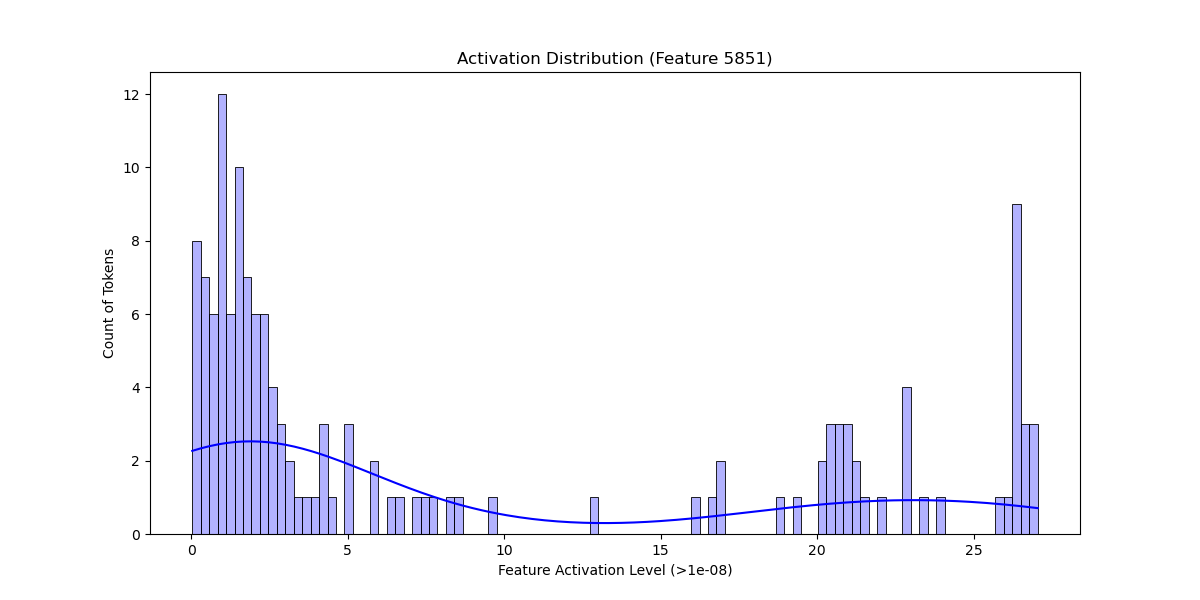 Activation Distribution (Feature 5851)
12
10
8
6
4
2
0
Count of Tokens
0 5 10 15 20 25
Feature Activation Level (>1e-08)